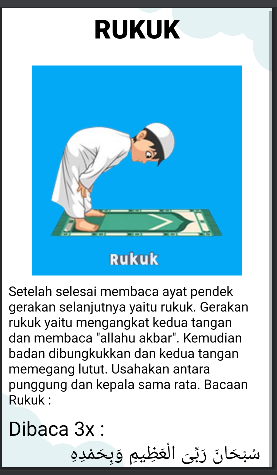 RUKUK
Rukuk
Setelah selesai membaca ayat pendek
gerakan selanjutnya yaitu rukuk. Gerakan
rukuk yaitu mengangkat kedua tangan
dan membaca "allahu akbar". Kemudian
badan dibungkukkan dan kedua tangan
memegang lutut. Usahakan antara
punggung dan kepala sama rata. Bacaan
Rukuk :
Dibaca 3x :
سُبْحَانَ رَبِّيَ الْعَظِيمِ وَبِحَمْدِهِ